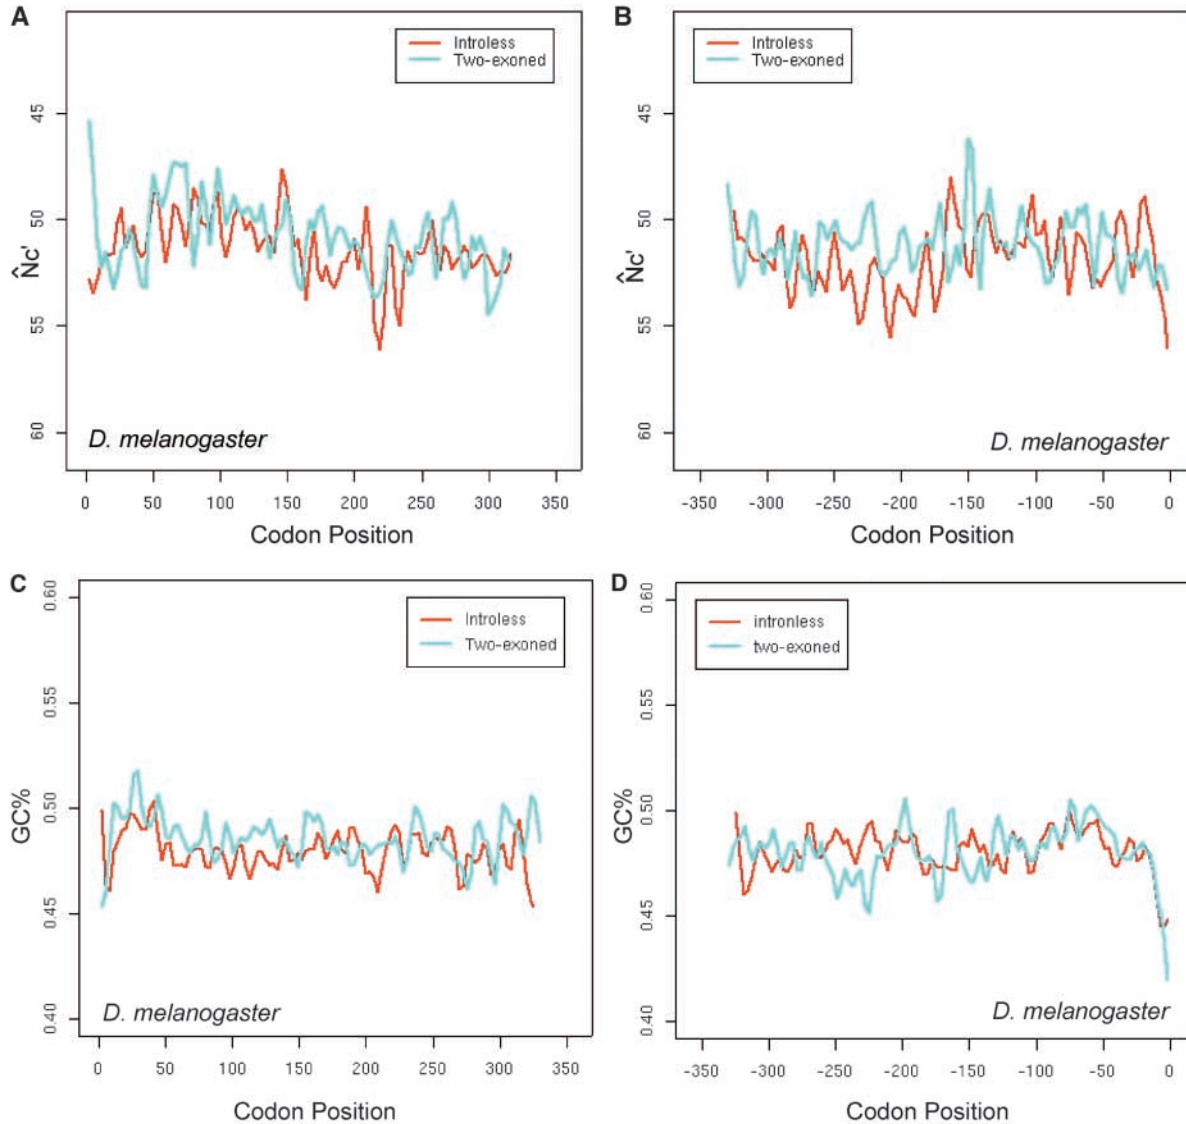 A
Introless
Two-exoned
45
50
55
60
N̂c'
D. melanogaster
0 50 100 150 200 250 300 350
Codon Position
B
Introless
Two-exoned
45
50
55
60
N̂c'
D. melanogaster
-350 -300 -250 -200 -150 -100 -50 0
Codon Position
C
Introless
Two-exoned
0.60
0.55
0.50
0.45
0.40
GC%
D. melanogaster
0 50 100 150 200 250 300 350
Codon Position
D
intronless
two-exoned
0.60
0.55
0.50
0.45
0.40
GC%
D. melanogaster
-350 -300 -250 -200 -150 -100 -50 0
Codon Position